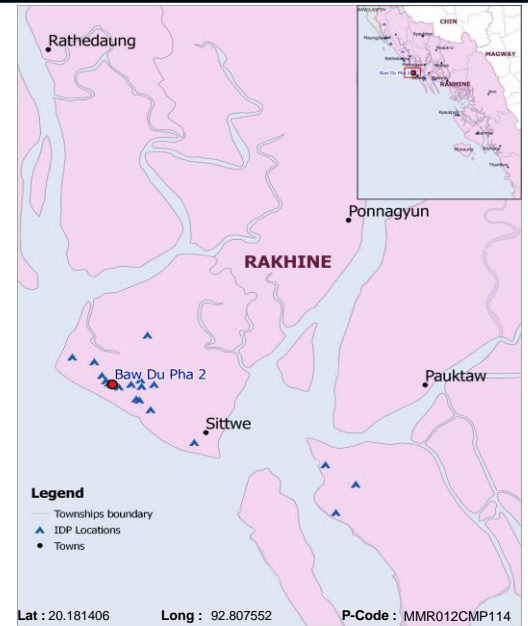 Rathedaung
Ponnagyun
RAKHINE
Baw Du Pha 2
Pauktaw
Sittwe
Legend
Townships boundary
IDP Locations
Towns
Lat : 20.181406 Long : 92.807552 P-Code : MMR012CMP114
CHIN
MAGWAY
RAKHINE